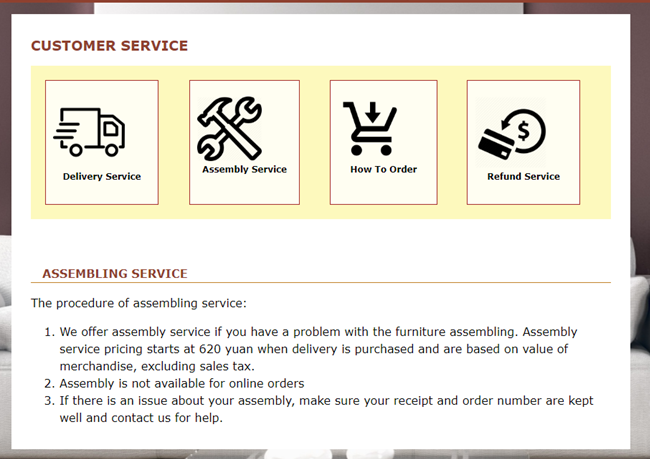 CUSTOMER SERVICE
Delivery Service
Assembly Service
How To Order
$
Refund Service
ASSEMBLING SERVICE
The procedure of assembling service:
1. We offer assembly service if you have a problem with the furniture assembling. Assembly
service pricing starts at 620 yuan when delivery is purchased and are based on value of
merchandise, excluding sales tax.
2. Assembly is not available for online orders
3. If there is an issue about your assembly, make sure your receipt and order number are kept
well and contact us for help.